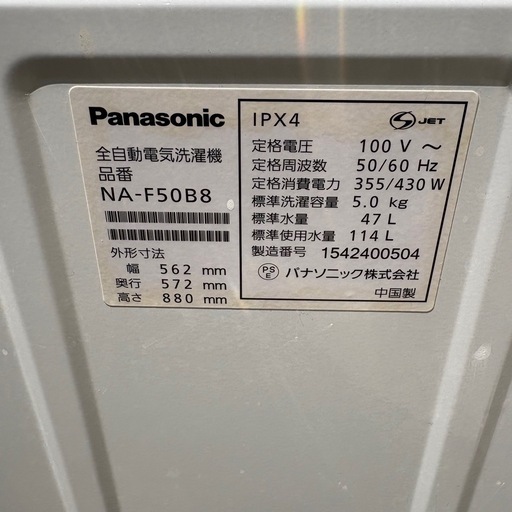 Panasonic
全自動電気洗濯機
品番
NA-F50B8
外形寸法
幅 562 mm
奥行 572 mm
高さ 880 mm
IPX4
S JET
定格電圧 100 V ～
定格周波数 50/60 Hz
定格消費電力 355/430 W
標準洗濯容量 5.0 kg
標準水量 47 L
標準使用水量 114 L
製造番号 1542400504
PSE パナソニック株式会社
中国製